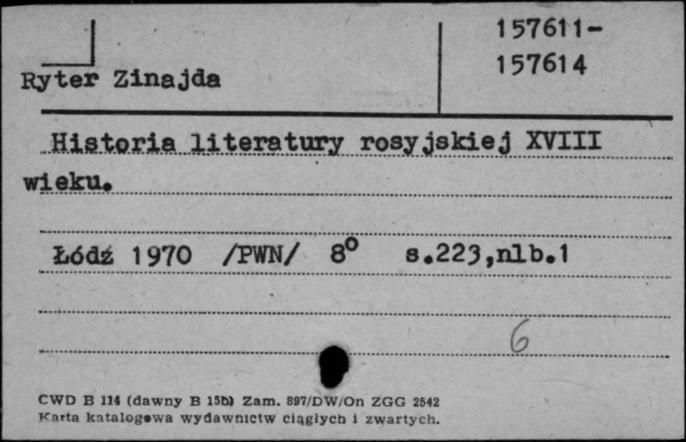 157611-
157614
Ryter Zinajda
Historia literatury rosyjskiej XVIII
wieku.
Łódź 1970 /PWN/ 8° s.223,nlb.1
6
CWD B 114 (dawny B 15b) Zam. 897/DW/On ZGG 2542
Karta katalogowa wydawnictw ciągłych i zwartych.